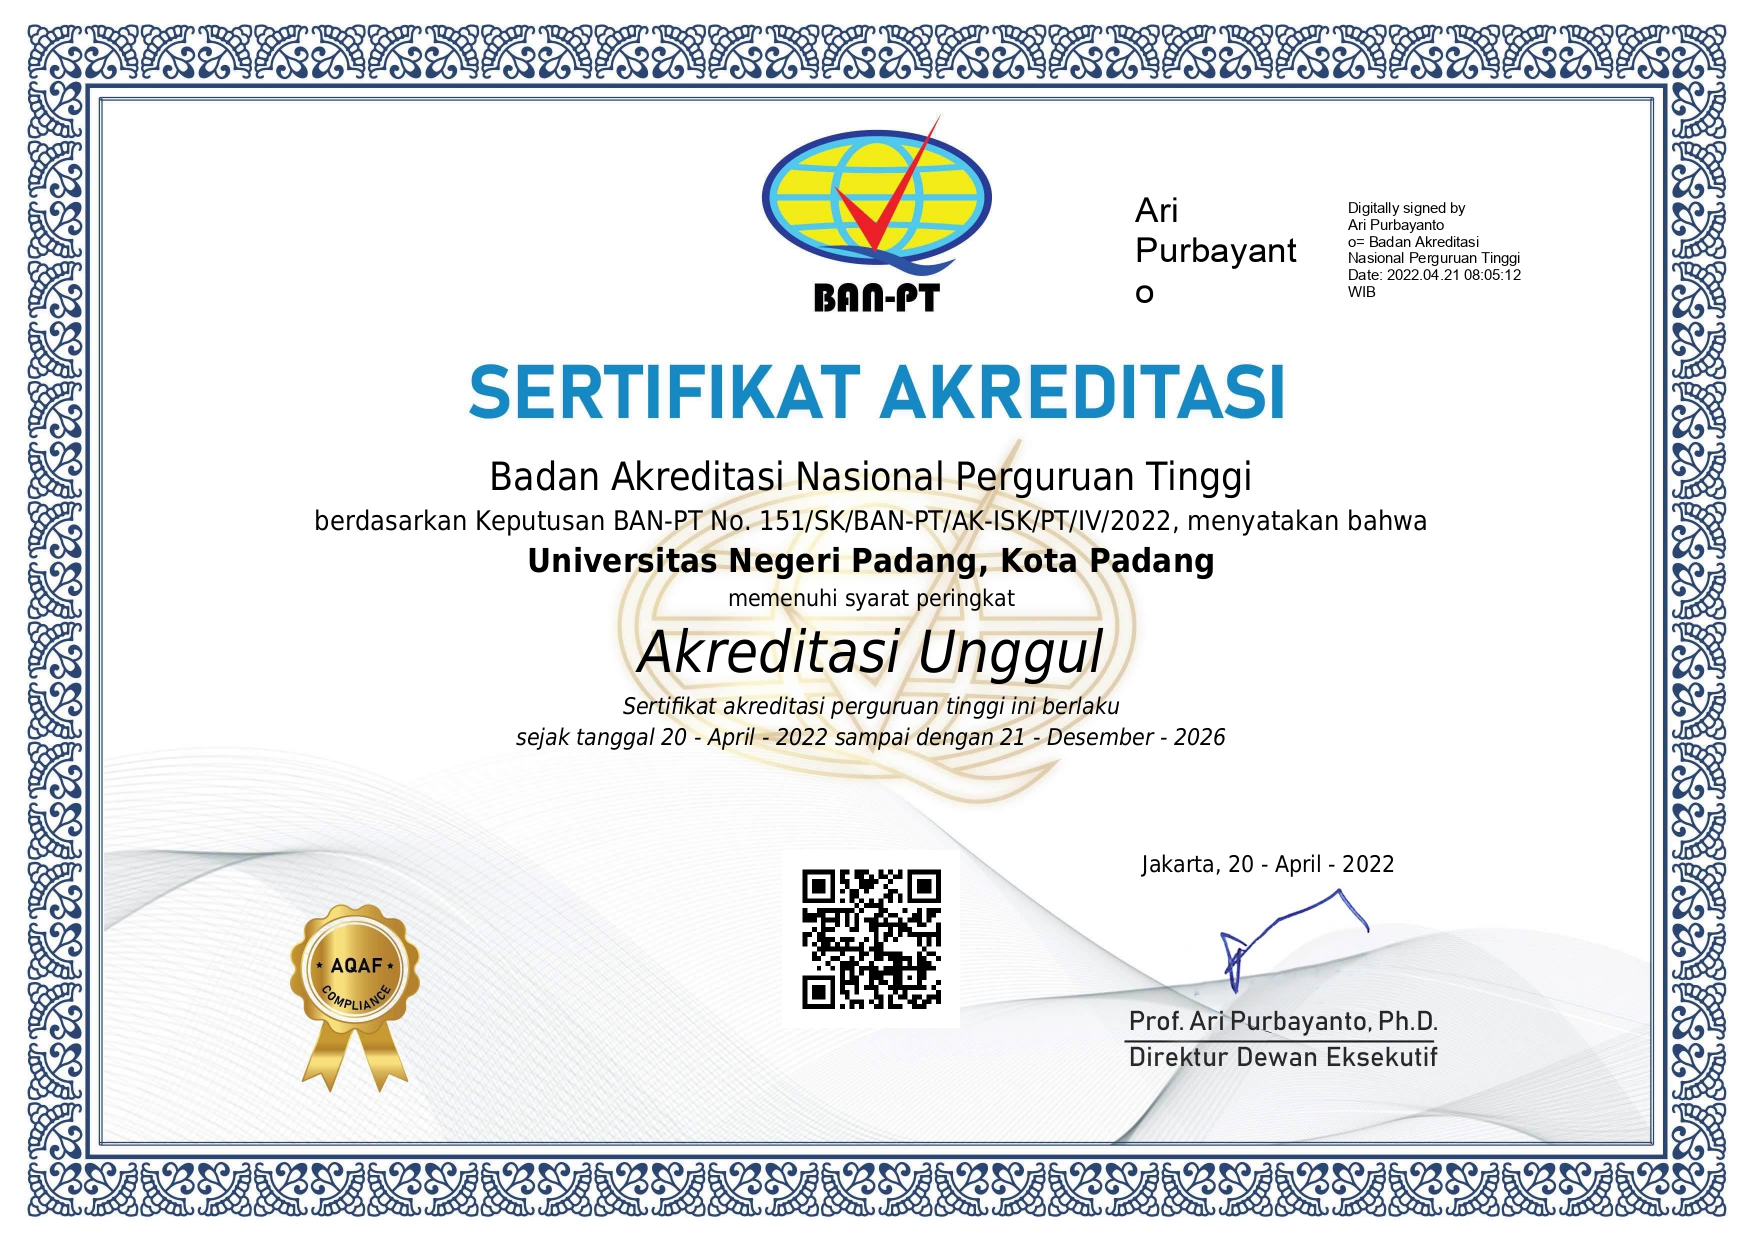 BAN-PT
Ari
Purbayant
o
Digitally signed by
Ari Purbayanto
o= Badan Akreditasi
Nasional Perguruan Tinggi
Date: 2022.04.21 08:05:12
WIB
SERTIFIKAT AKREDITASI
Badan Akreditasi Nasional Perguruan Tinggi
berdasarkan Keputusan BAN-PT No. 151/SK/BAN-PT/AK-ISK/PT/IV/2022, menyatakan bahwa
Universitas Negeri Padang, Kota Padang
memenuhi syarat peringkat
Akreditasi Unggul
Sertifikat akreditasi perguruan tinggi ini berlaku
sejak tanggal 20 - April - 2022 sampai dengan 21 - Desember - 2026
Jakarta, 20 - April - 2022
AQAF
COMPLIANCE
Prof. Ari Purbayanto, Ph.D.
Direktur Dewan Eksekutif